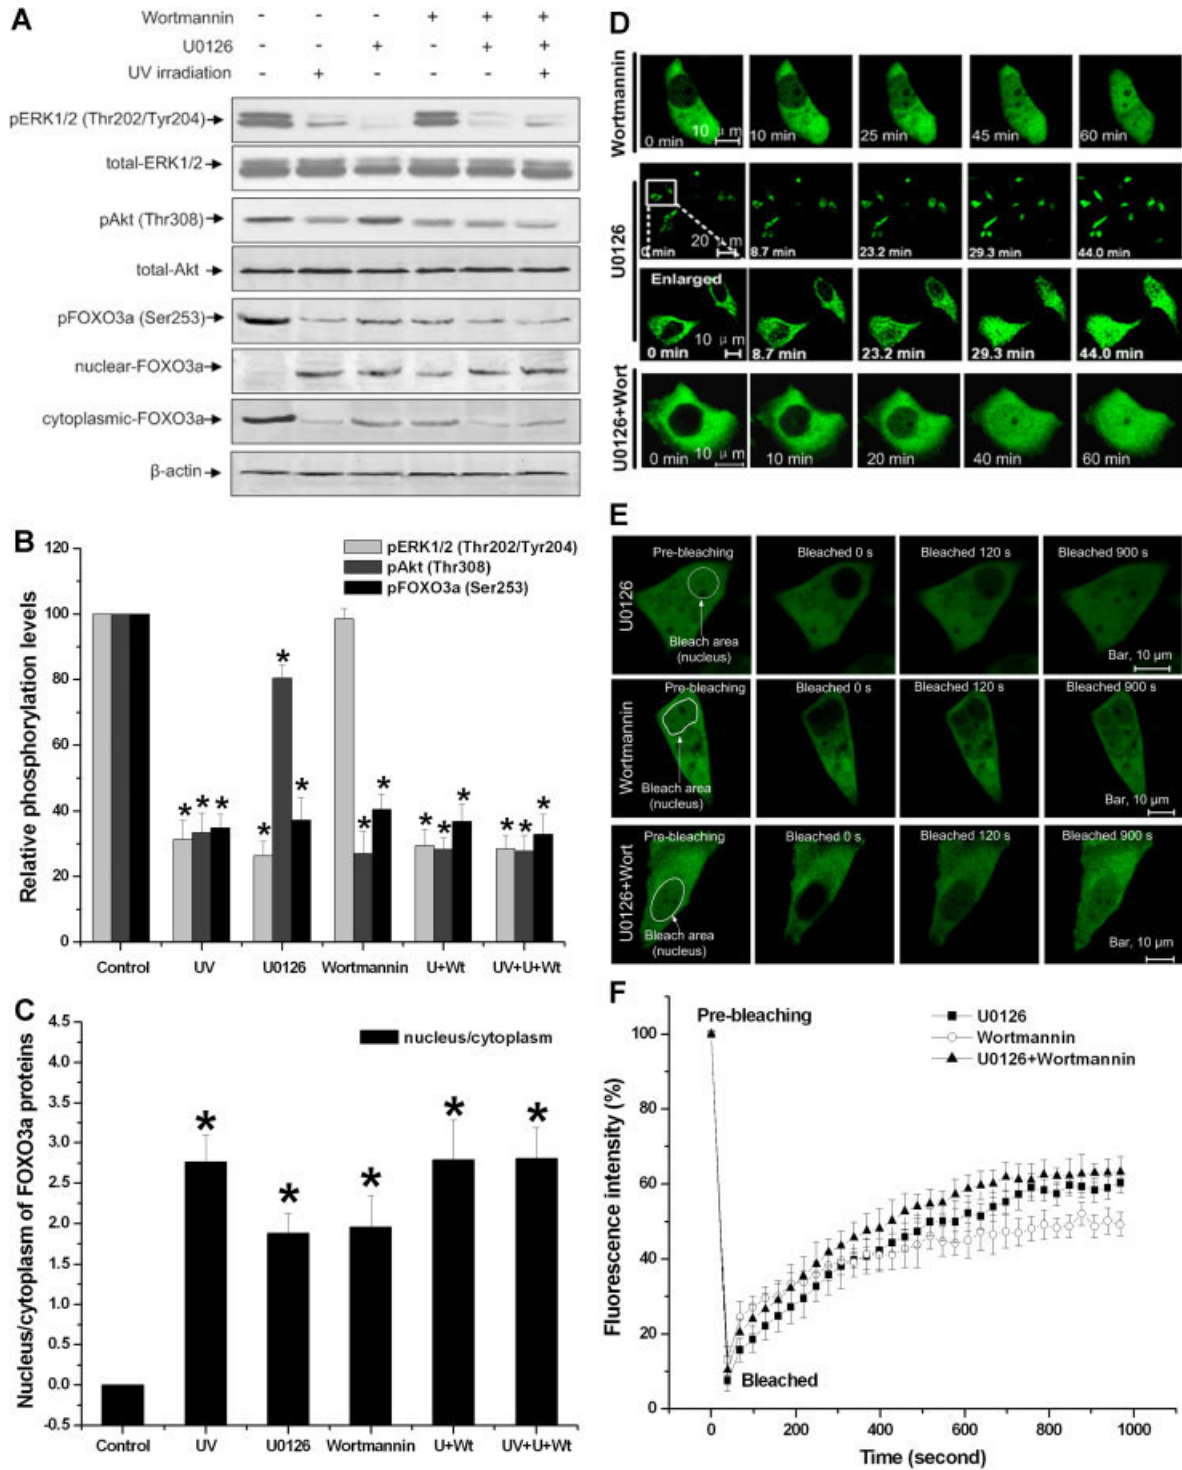 A
Wortmannin - - - + + +
U0126 - - + - + +
UV irradiation - + - - - +
pERK1/2 (Thr202/Tyr204)
total-ERK1/2
pAkt (Thr308)
total-Akt
pFOXO3a (Ser253)
nuclear-FOXO3a
cytoplasmic-FOXO3a
β-actin
B
pERK1/2 (Thr202/Tyr204)
pAkt (Thr308)
pFOXO3a (Ser253)
Relative phosphorylation levels
120
100
80
60
40
20
0
* * * * * * * * * * * * * *
Control UV U0126 Wortmannin U+Wt UV+U+Wt
C
nucleus/cytoplasm
Nucleus/cytoplasm of FOXO3a proteins
4.5
4.0
3.5
3.0
2.5
2.0
1.5
1.0
0.5
0.0
-0.5
* * * * *
Control UV U0126 Wortmannin U+Wt UV+U+Wt
D
Wortmannin
10 μm
0 min 10 min 25 min 45 min 60 min
U0126
20 μm
0 min 8.7 min 23.2 min 29.3 min 44.0 min
Enlarged
10 μm
0 min 8.7 min 23.2 min 29.3 min 44.0 min
U0126+Wort
10 μm
0 min 10 min 20 min 40 min 60 min
E
U0126
Pre-bleaching Bleached 0 s Bleached 120 s Bleached 900 s
Bleach area
(nucleus)
Bar, 10 μm
Wortmannin
Pre-bleaching Bleached 0 s Bleached 120 s Bleached 900 s
Bleach area
(nucleus)
Bar, 10 μm
U0126+Wort
Pre-bleaching Bleached 0 s Bleached 120 s Bleached 900 s
Bleach area
(nucleus)
Bar, 10 μm
F
Pre-bleaching
U0126
Wortmannin
U0126+Wortmannin
Bleached
Fluorescence intensity (%)
100
80
60
40
20
0
0 200 400 600 800 1000
Time (second)